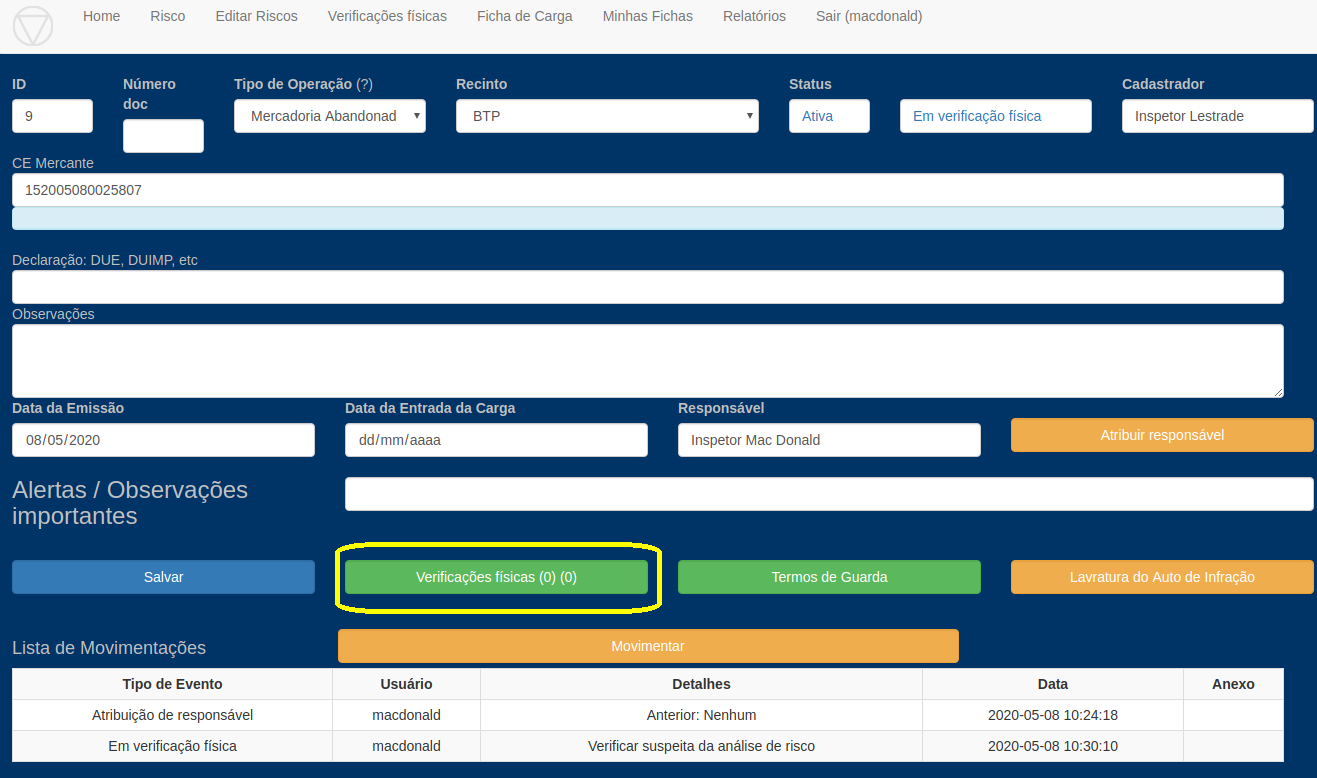 Home Risco Editar Riscos Verificações físicas Ficha de Carga Minhas Fichas Relatórios Sair (macdonald)
ID Número doc Tipo de Operação (?) Recinto Status Cadastrador
9 Mercadoria Abandonad BTP Ativa Em verificação física Inspetor Lestrade
CE Mercante
152005080025807
Declaração: DUE, DUIMP, etc
Observações
Data da Emissão Data da Entrada da Carga Responsável
08/05/2020 dd/mm/aaaa Inspetor Mac Donald Atribuir responsável
Alertas / Observações
importantes
Salvar Verificações físicas (0) (0) Termos de Guarda Lavratura do Auto de Infração
Lista de Movimentações Movimentar
Tipo de Evento Usuário Detalhes Data Anexo
Atribuição de responsável macdonald Anterior: Nenhum 2020-05-08 10:24:18
Em verificação física macdonald Verificar suspeita da análise de risco 2020-05-08 10:30:10